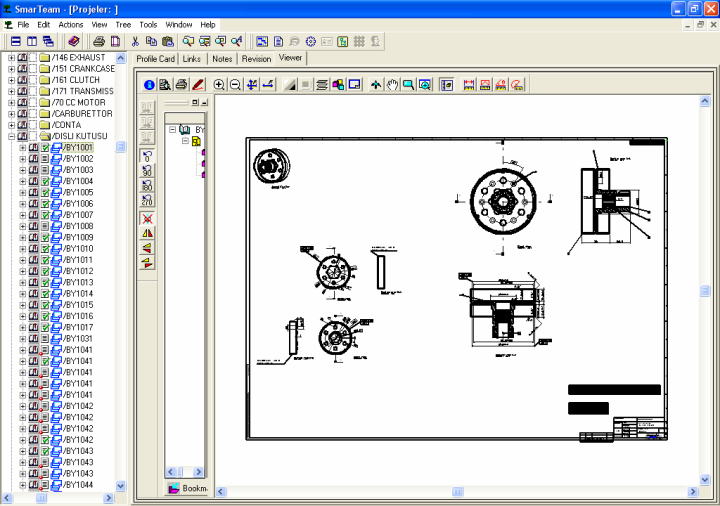 SmarTeam - [Projeler: ]
File Edit Actions View Tree Tools Window Help
Profile Card Links Notes Revision Viewer
/146 EXHAUST
/151 CRANKCASE
/161 CLUTCH
/171 TRANSMISS
/70 CC MOTOR
/CARBURETTOR
/CONTA
/DISLI KUTUSU
/BY1001
/BY1002
/BY1003
/BY1004
/BY1005
/BY1006
/BY1007
/BY1008
/BY1009
/BY1010
/BY1011
/BY1012
/BY1013
/BY1014
/BY1015
/BY1016
/BY1017
/BY1031
/BY1041
/BY1041
/BY1041
/BY1041
/BY1041
/BY1042
/BY1042
/BY1042
/BY1042
/BY1043
/BY1043
/BY1043
/BY1044
0
90
180
270
BY
Bookm